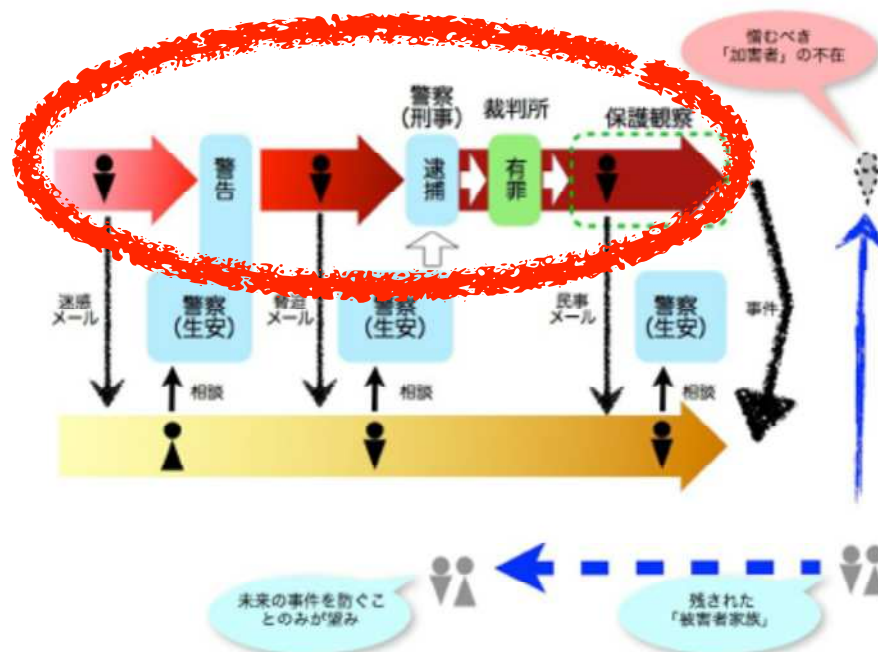 憎むべき
「加害者」の不在
警察
(刑事)
裁判所
保護観察
警告
逮捕
有罪
迷惑
メール
警察
(生安)
脅迫
メール
警察
(生安)
民事
メール
警察
(生安)
事件
相談
相談
相談
未来の事件を防ぐこ
とのみが望み
残された
「被害者家族」